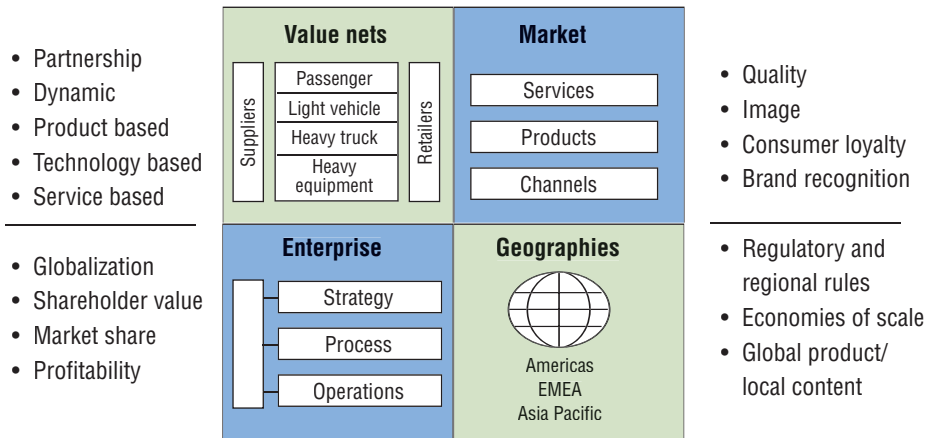 Value nets
Market
• Partnership
• Dynamic
• Product based
• Technology based
• Service based
Suppliers
Passenger
Light vehicle
Heavy truck
Heavy
equipment
Retailers
Services
Products
Channels
• Quality
• Image
• Consumer loyalty
• Brand recognition
• Globalization
• Shareholder value
• Market share
• Profitability
Enterprise
Strategy
Process
Operations
Geographies
Americas
EMEA
Asia Pacific
• Regulatory and
regional rules
• Economies of scale
• Global product/
local content